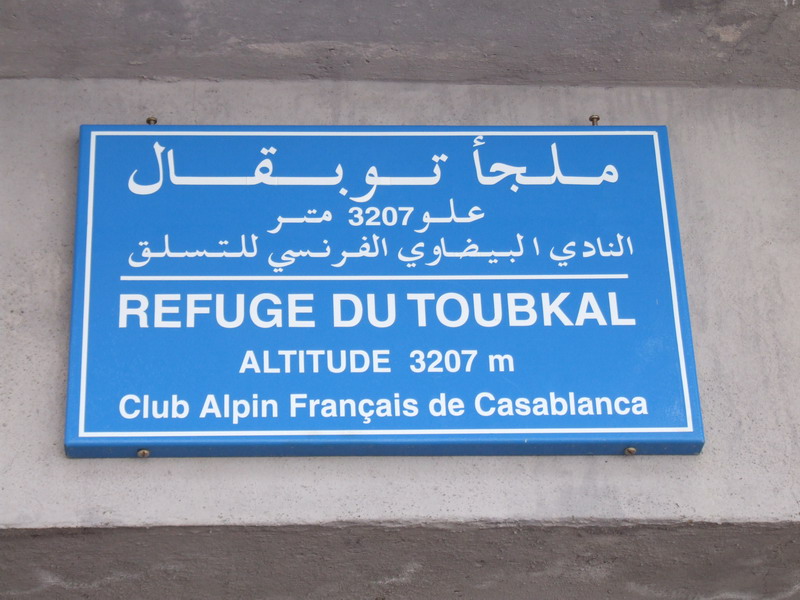 ملجأ توبقال
علو 3207 متر
النادي البيضاوي الفرنسي للتسلق
REFUGE DU TOUBKAL
ALTITUDE 3207 m
Club Alpin Français de Casablanca